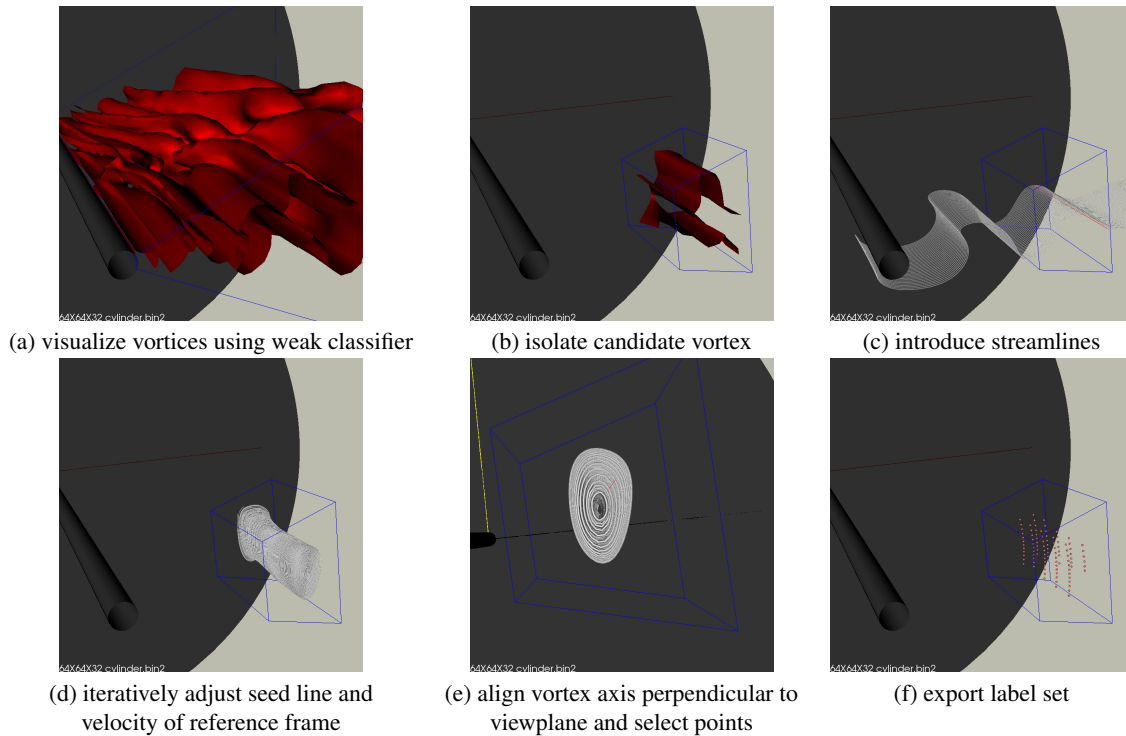 64X64X32 cylinder.bin2
64X64X32 cylinder.bin2
64X64X32 cylinder.bin2
(a) visualize vortices using weak classifier
(b) isolate candidate vortex
(c) introduce streamlines
64X64X32 cylinder.bin2
64X64X32 cylinder.bin2
64X64X32 cylinder.bin2
(d) iteratively adjust seed line and
velocity of reference frame
(e) align vortex axis perpendicular to
viewplane and select points
(f) export label set